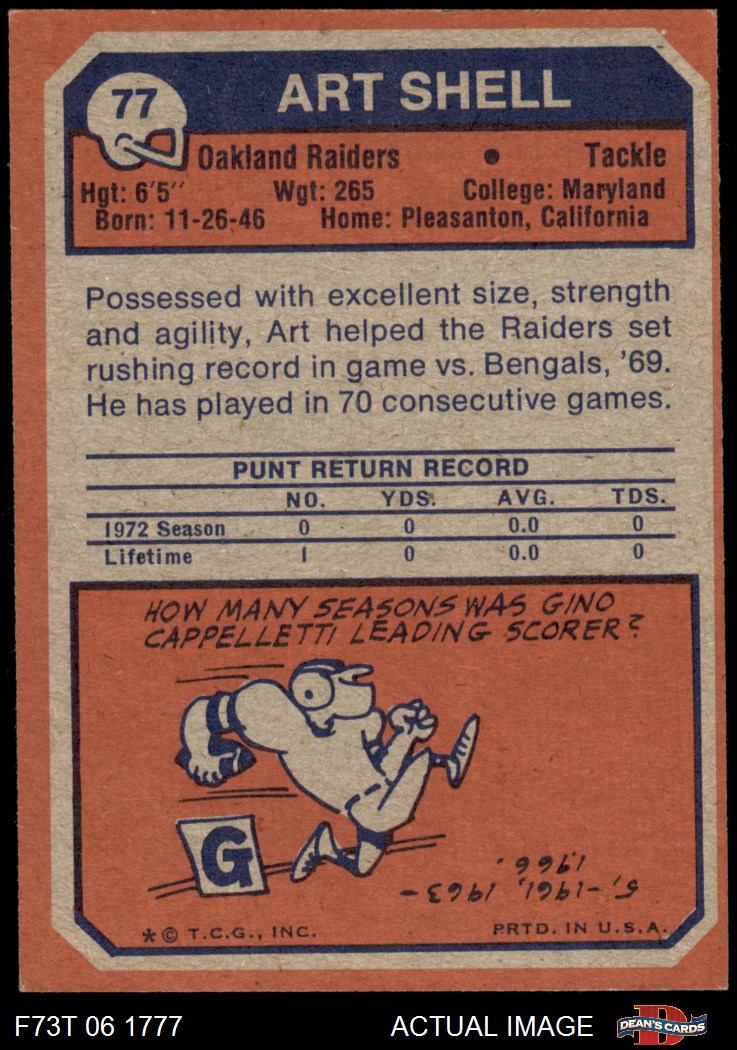 77
ART SHELL
Oakland Raiders • Tackle
Hgt: 6'5'' Wgt: 265 College: Maryland
Born: 11-26-46 Home: Pleasanton, California
Possessed with excellent size, strength
and agility, Art helped the Raiders set
rushing record in game vs. Bengals, '69.
He has played in 70 consecutive games.
PUNT RETURN RECORD
NO. YDS. AVG. TDS.
1972 Season 0 0 0.0 0
Lifetime 1 0 0.0 0
HOW MANY SEASONS WAS GINO
CAPPELLETTI LEADING SCORER?
G
5, -1961, 1963-
1966.
* © T.C.G., INC. PRTD. IN U.S.A.
F73T 06 1777 ACTUAL IMAGE D DEAN'S CARDS